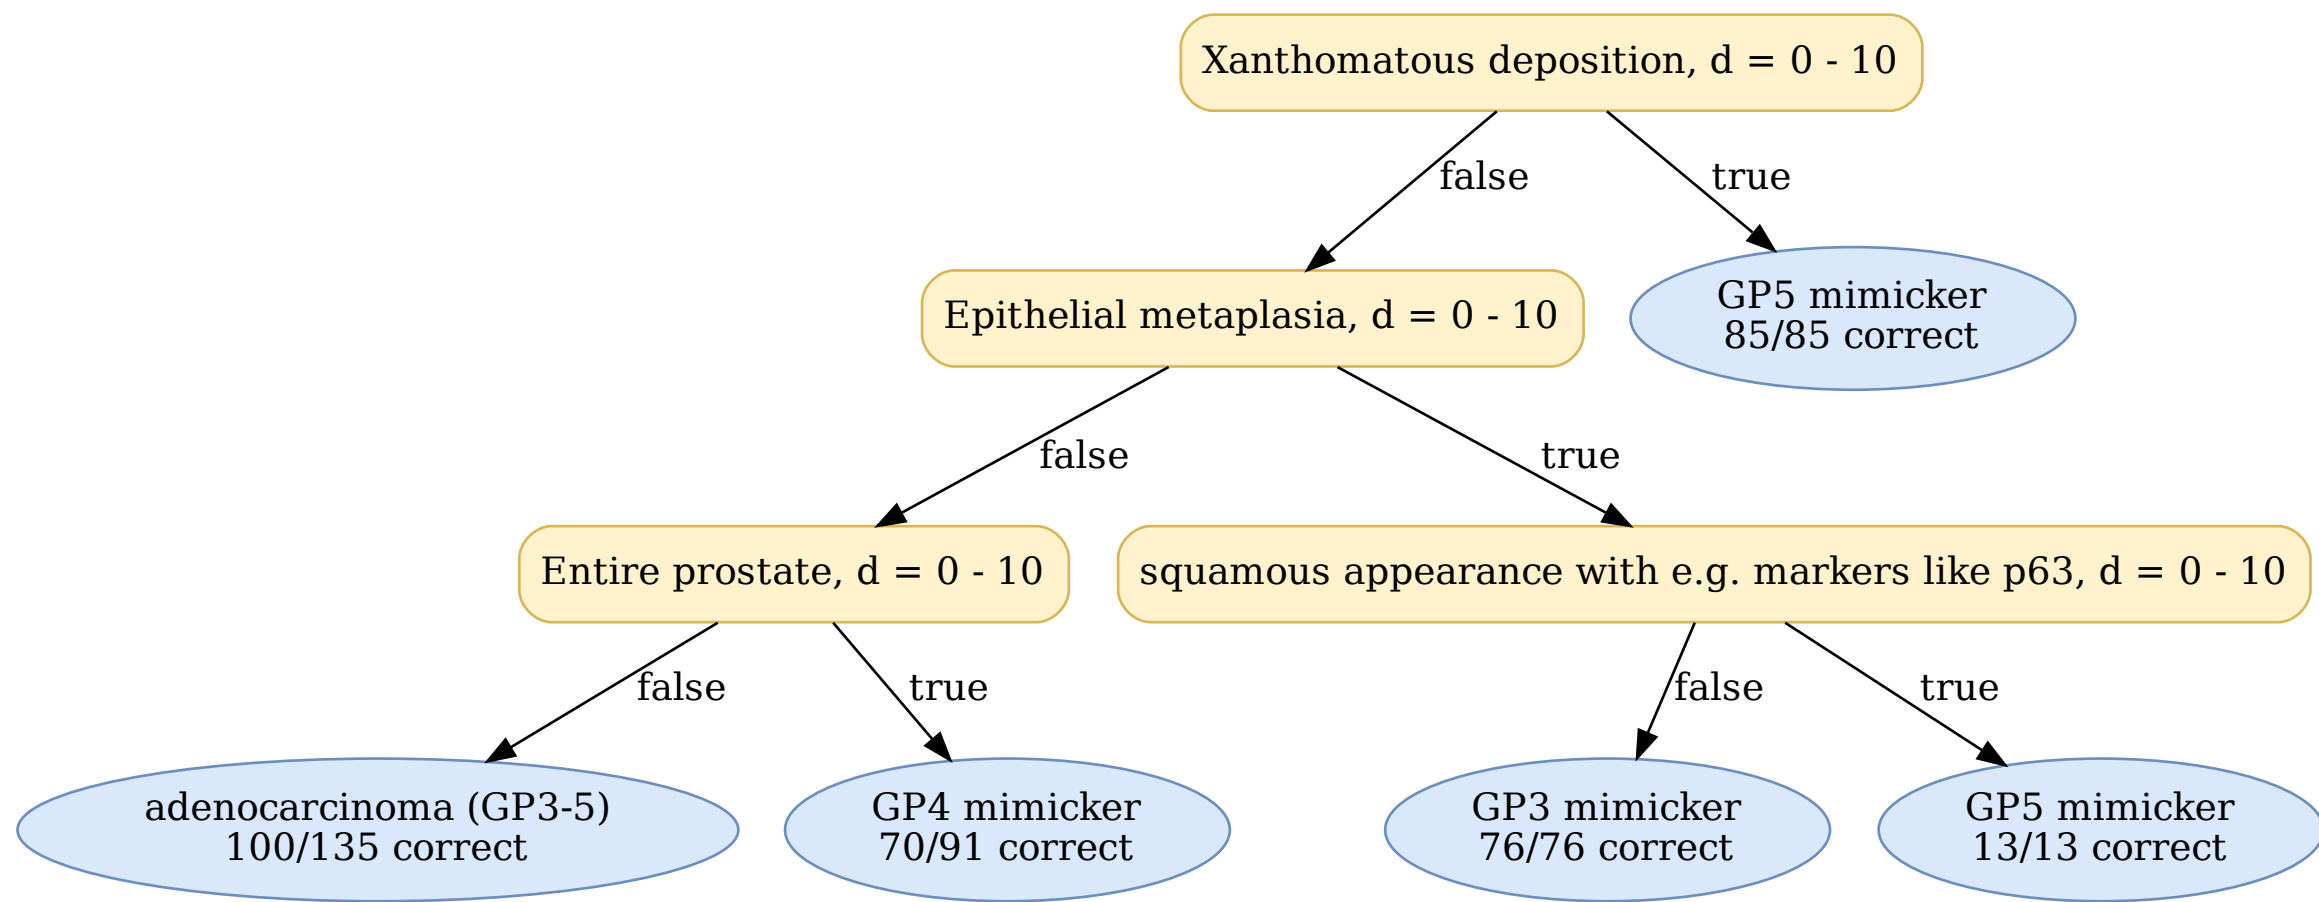 Xanthomatous deposition, d = 0 - 10
false
true
Epithelial metaplasia, d = 0 - 10
GP5 mimicker
85/85 correct
false
true
Entire prostate, d = 0 - 10
squamous appearance with e.g. markers like p63, d = 0 - 10
false
true
false
true
adenocarcinoma (GP3-5)
100/135 correct
GP4 mimicker
70/91 correct
GP3 mimicker
76/76 correct
GP5 mimicker
13/13 correct